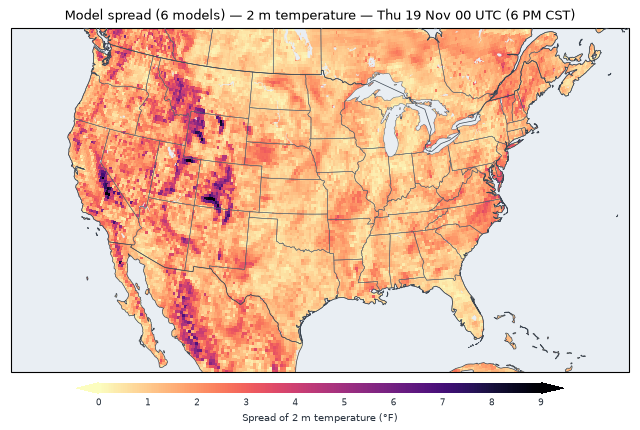 Model spread (6 models) — 2 m temperature — Thu 19 Nov 00 UTC (6 PM CST)
0 1 2 3 4 5 6 7 8 9
Spread of 2 m temperature (°F)